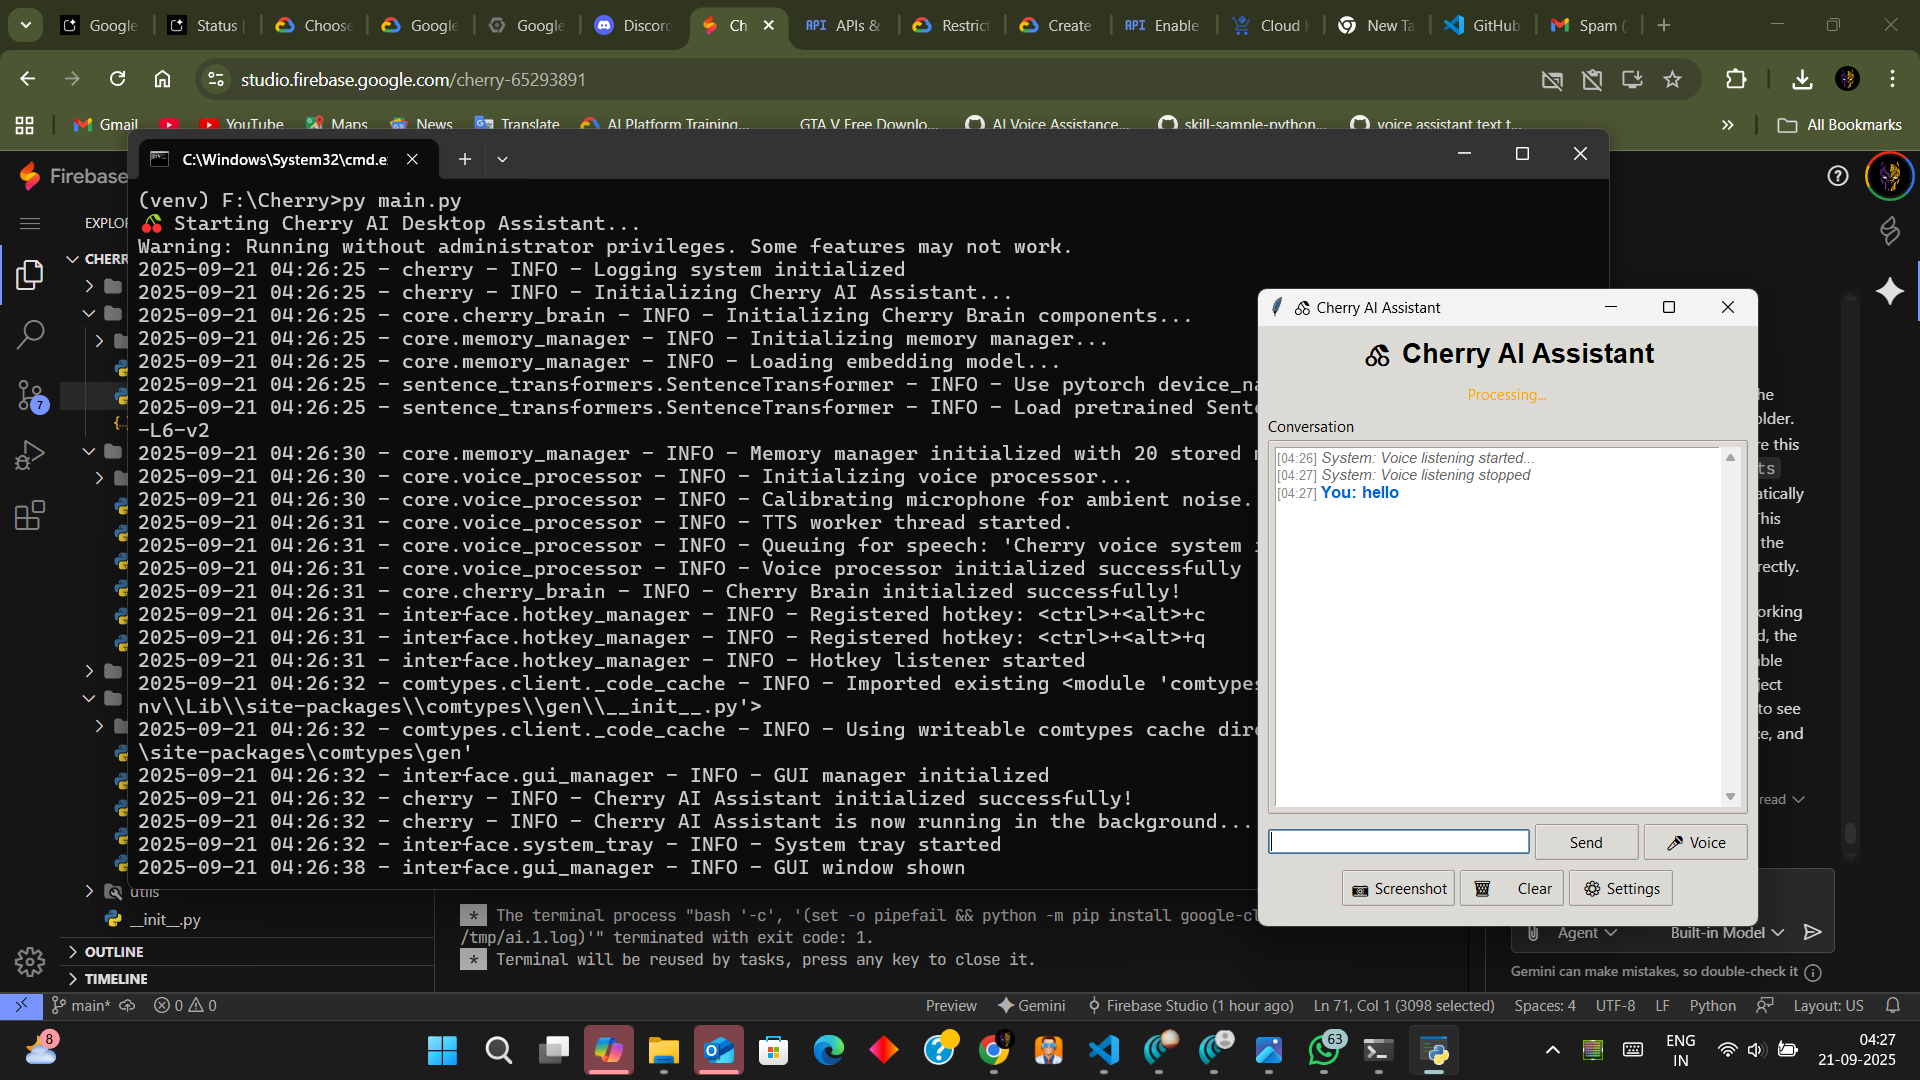 Google
Status
Choose
Google
Google
Discord
Ch
APIs &
Restric
Create
Enable
Cloud
New Ta
GitHub
Spam (
studio.firebase.google.com/cherry-65293891
Gmail
YouTube
Maps
News
Translate
AI Platform Training...
GTA V Free Downlo...
AI Voice Assistance...
skill-sample-python...
voice assistant text t...
All Bookmarks
C:\Windows\System32\cmd.e
Firebase
EXPLOR
CHERR
(venv) F:\Cherry>py main.py
🍒 Starting Cherry AI Desktop Assistant...
Warning: Running without administrator privileges. Some features may not work.
2025-09-21 04:26:25 - cherry - INFO - Logging system initialized
2025-09-21 04:26:25 - cherry - INFO - Initializing Cherry AI Assistant...
2025-09-21 04:26:25 - core.cherry_brain - INFO - Initializing Cherry Brain components...
2025-09-21 04:26:25 - core.memory_manager - INFO - Initializing memory manager...
2025-09-21 04:26:25 - core.memory_manager - INFO - Loading embedding model...
2025-09-21 04:26:25 - sentence_transformers.SentenceTransformer - INFO - Use pytorch device_na
2025-09-21 04:26:25 - sentence_transformers.SentenceTransformer - INFO - Load pretrained Sente
-L6-v2
2025-09-21 04:26:30 - core.memory_manager - INFO - Memory manager initialized with 20 stored
2025-09-21 04:26:30 - core.voice_processor - INFO - Initializing voice processor...
2025-09-21 04:26:30 - core.voice_processor - INFO - Calibrating microphone for ambient noise.
2025-09-21 04:26:31 - core.voice_processor - INFO - TTS worker thread started.
2025-09-21 04:26:31 - core.voice_processor - INFO - Queuing for speech: 'Cherry voice system
2025-09-21 04:26:31 - core.voice_processor - INFO - Voice processor initialized successfully
2025-09-21 04:26:31 - core.cherry_brain - INFO - Cherry Brain initialized successfully!
2025-09-21 04:26:31 - interface.hotkey_manager - INFO - Registered hotkey: <ctrl>+<alt>+c
2025-09-21 04:26:31 - interface.hotkey_manager - INFO - Registered hotkey: <ctrl>+<alt>+q
2025-09-21 04:26:31 - interface.hotkey_manager - INFO - Hotkey listener started
2025-09-21 04:26:32 - comtypes.client._code_cache - INFO - Imported existing <module 'comtypes
nv\\Lib\\site-packages\\comtypes\\gen\\__init__.py'>
2025-09-21 04:26:32 - comtypes.client._code_cache - INFO - Using writeable comtypes cache dire
\site-packages\comtypes\gen'
2025-09-21 04:26:32 - interface.gui_manager - INFO - GUI manager initialized
2025-09-21 04:26:32 - cherry - INFO - Cherry AI Assistant initialized successfully!
2025-09-21 04:26:32 - cherry - INFO - Cherry AI Assistant is now running in the background...
2025-09-21 04:26:32 - interface.system_tray - INFO - System tray started
2025-09-21 04:26:38 - interface.gui_manager - INFO - GUI window shown
Cherry AI Assistant
Cherry AI Assistant
Processing...
Conversation
[04:26] System: Voice listening started...
[04:27] System: Voice listening stopped
[04:27] You: hello
Send
Voice
Screenshot
Clear
Settings
he
older.
re this
ts
atically
This
the
rectly.
orking
d, the
ble
ject
to see
ce, and
read
utils
__init__.py
OUTLINE
TIMELINE
* The terminal process "bash '-c', '(set -o pipefail && python -m pip install google-cl
/tmp/ai.1.log)'" terminated with exit code: 1.
* Terminal will be reused by tasks, press any key to close it.
Agent
Built-in Model
Gemini can make mistakes, so double-check it
7
main*
0
0
Preview
Gemini
Firebase Studio (1 hour ago)
Ln 71, Col 1 (3098 selected)
Spaces: 4
UTF-8
LF
Python
Layout: US
8
63
ENG
IN
04:27
21-09-2025